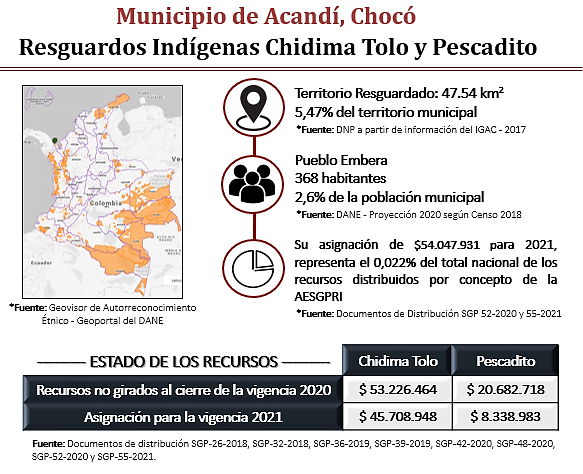 Municipio de Acandí, Chocó
Resguardos Indígenas Chidima Tolo y Pescadito
Territorio Resguardado: 47.54 km²
5,47% del territorio municipal
*Fuente: DNP a partir de información del IGAC - 2017
Pueblo Embera
368 habitantes
2,6% de la población municipal
*Fuente: DANE - Proyección 2020 según Censo 2018
Colombia
Ecuador
Su asignación de $54.047.931 para 2021,
representa el 0,022% del total nacional de los
recursos distribuidos por concepto de la
AESGPRI
*Fuente: Documentos de Distribución SGP 52-2020 y 55-2021
*Fuente: Geovisor de Autorreconocimiento
Étnico - Geoportal del DANE
ESTADO DE LOS RECURSOS Chidima Tolo Pescadito
Recursos no girados al cierre de la vigencia 2020 $ 53.226.464 $ 20.682.718
Asignación para la vigencia 2021 $ 45.708.948 $ 8.338.983
Fuente: Documentos de distribución SGP-26-2018, SGP-32-2018, SGP-36-2019, SGP-39-2019, SGP-42-2020, SGP-48-2020,
SGP-52-2020 y SGP-55-2021.